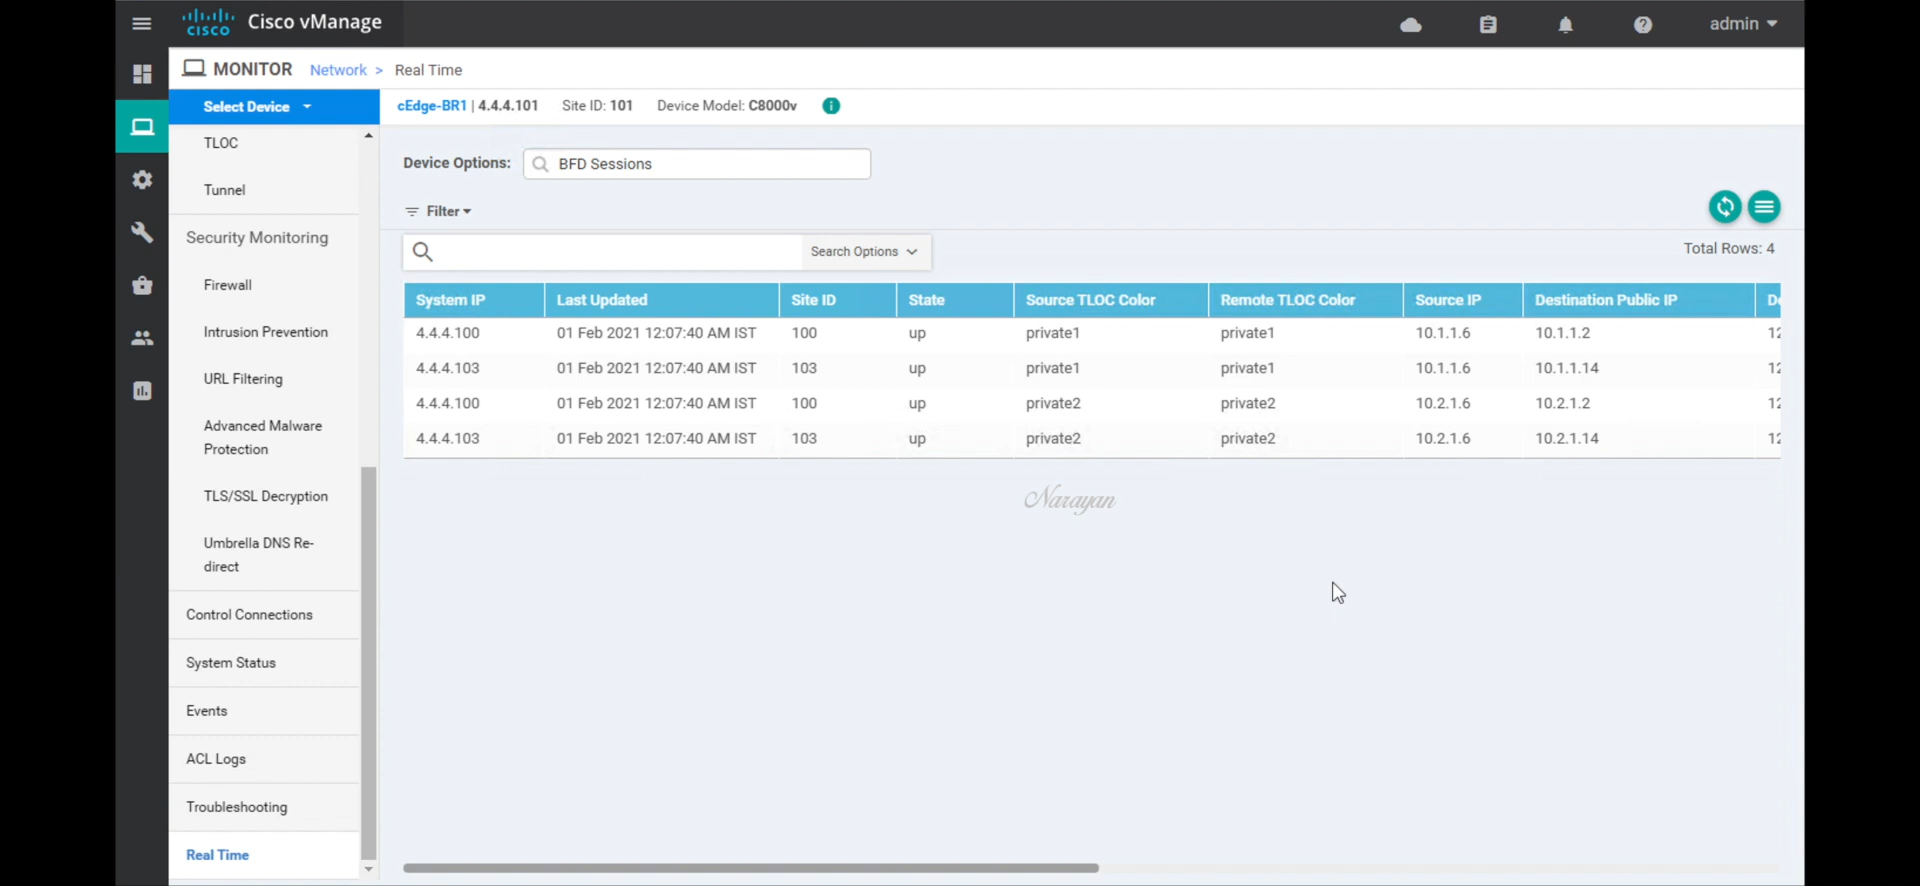 cisco Cisco vManage admin
MONITOR Network > Real Time
Select Device cEdge-BR1 | 4.4.4.101 Site ID: 101 Device Model: C8000v
TLOC
Tunnel
Security Monitoring
Firewall
Intrusion Prevention
URL Filtering
Advanced Malware
Protection
TLS/SSL Decryption
Umbrella DNS Re-
direct
Control Connections
System Status
Events
ACL Logs
Troubleshooting
Real Time
Device Options: BFD Sessions
Filter
Search Options Total Rows: 4
System IP Last Updated Site ID State Source TLOC Color Remote TLOC Color Source IP Destination Public IP
4.4.4.100 01 Feb 2021 12:07:40 AM IST 100 up private1 private1 10.1.1.6 10.1.1.2 12
4.4.4.103 01 Feb 2021 12:07:40 AM IST 103 up private1 private1 10.1.1.6 10.1.1.14 12
4.4.4.100 01 Feb 2021 12:07:40 AM IST 100 up private2 private2 10.2.1.6 10.2.1.2 12
4.4.4.103 01 Feb 2021 12:07:40 AM IST 103 up private2 private2 10.2.1.6 10.2.1.14 12
Narayan